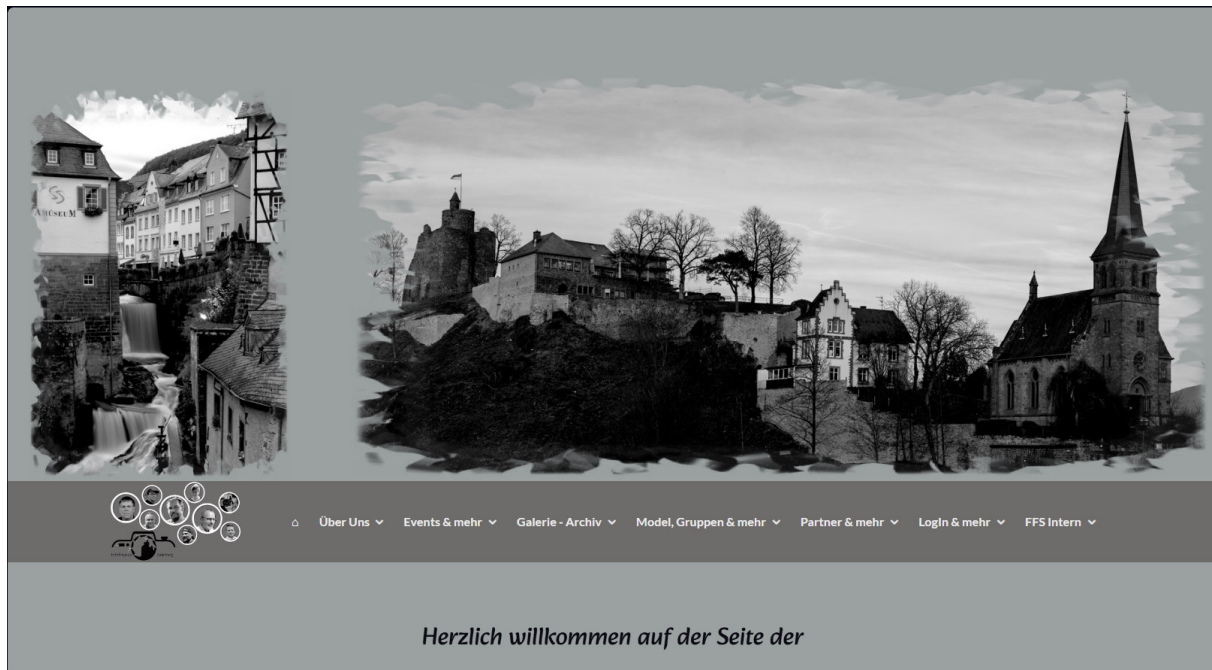 AMÜSEUM
⌂ Über Uns Events & mehr Galerie - Archiv Model, Gruppen & mehr Partner & mehr LogIn & mehr FFS Intern
Herzlich willkommen auf der Seite der